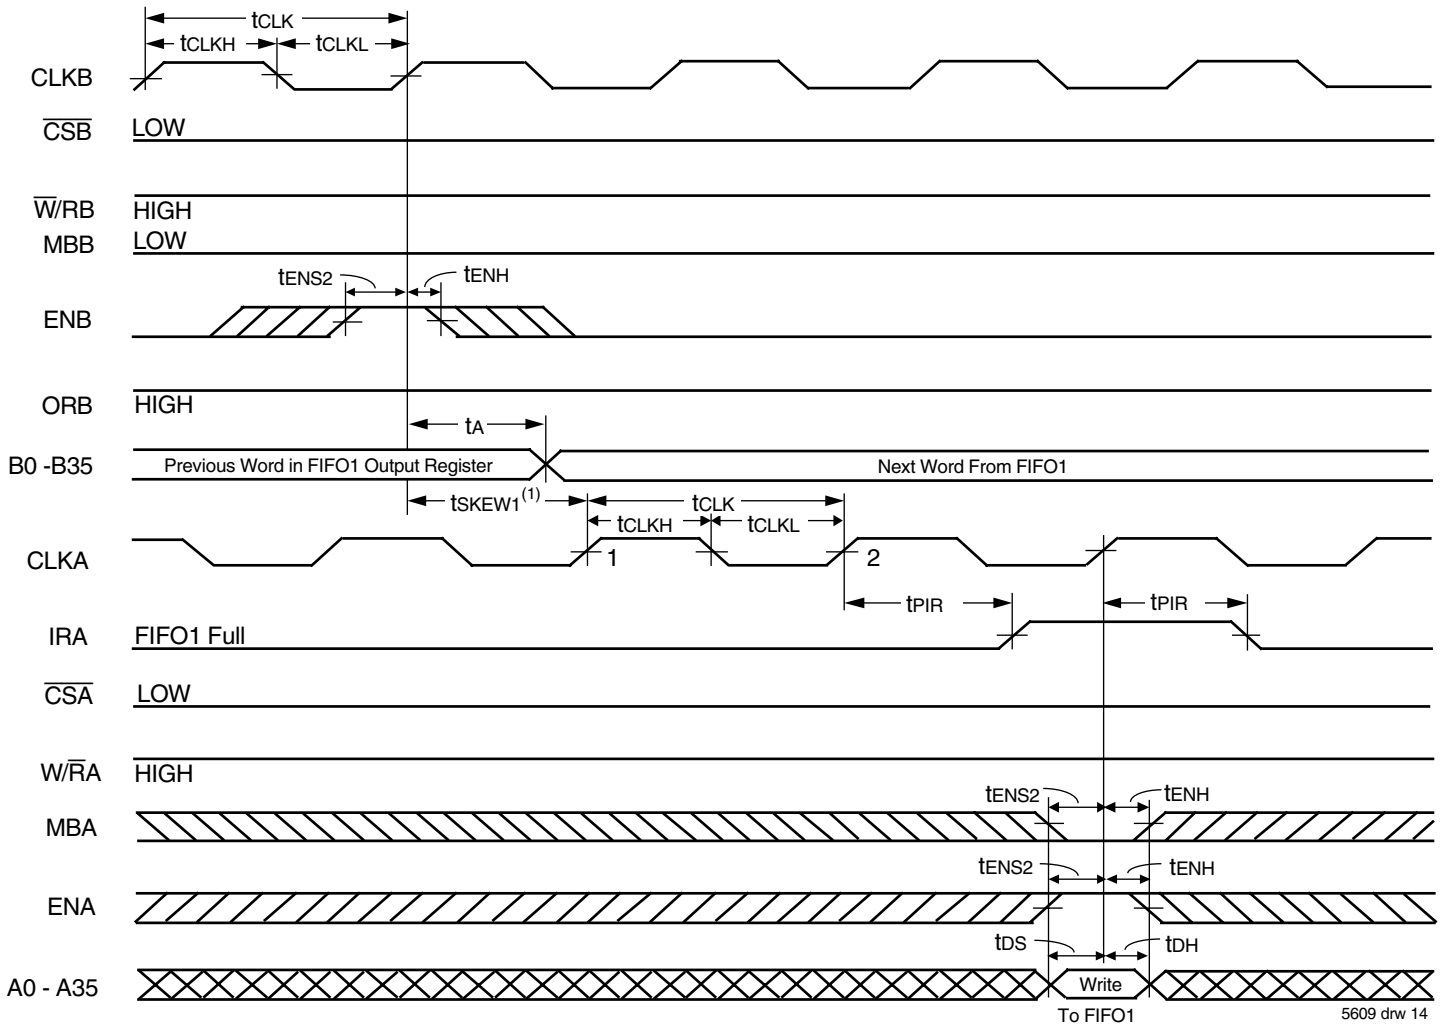 tCLK
tCLKH tCLKL
CLKB
CSB LOW
W/RB HIGH
MBB LOW
tENS2 tENH
ENB
ORB HIGH
tA
B0 -B35 Previous Word in FIFO1 Output Register Next Word From FIFO1
tSKEW1(1) tCLK
tCLKH tCLKL
CLKA 1 2
tPIR tPIR
IRA FIFO1 Full
CSA LOW
W/RA HIGH
tENS2 tENH
MBA
tENS2 tENH
ENA
tDS tDH
A0 - A35 Write
To FIFO1 5609 drw 14